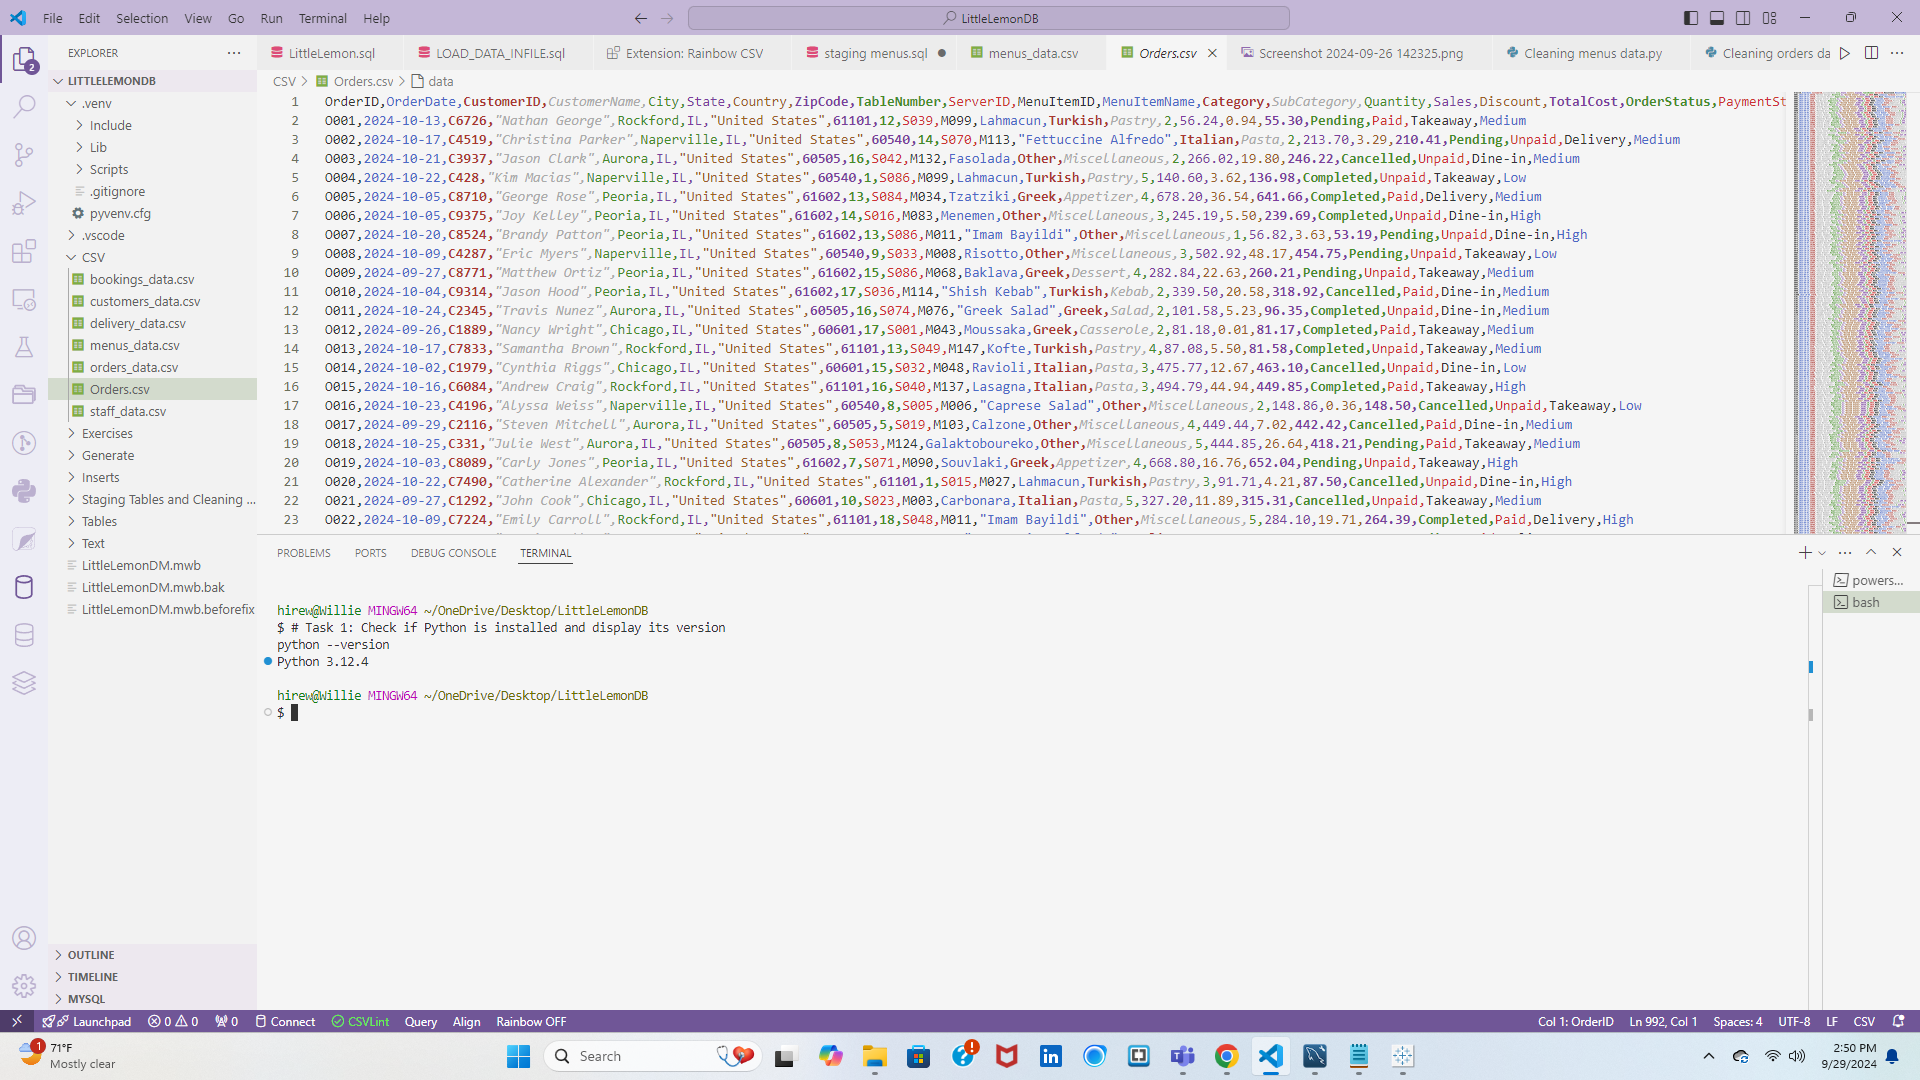 File Edit Selection View Go Run Terminal Help
LittleLemonDB
EXPLORER
LittleLemon.sql
LOAD_DATA_INFILE.sql
Extension: Rainbow CSV
staging menus.sql
menus_data.csv
Orders.csv
Screenshot 2024-09-26 142325.png
Cleaning menus data.py
Cleaning orders da
CSV > Orders.csv > data
2
LITTLELEMONDB
.venv
Include
Lib
Scripts
.gitignore
pyvenv.cfg
.vscode
CSV
bookings_data.csv
customers_data.csv
delivery_data.csv
menus_data.csv
orders_data.csv
Orders.csv
staff_data.csv
Exercises
Generate
Inserts
Staging Tables and Cleaning ...
Tables
Text
LittleLemonDM.mwb
LittleLemonDM.mwb.bak
LittleLemonDM.mwb.beforefix
OUTLINE
TIMELINE
MYSQL
1 OrderID,OrderDate,CustomerID,CustomerName,City,State,Country,ZipCode,TableNumber,ServerID,MenuItemID,MenuItemName,Category,SubCategory,Quantity,Sales,Discount,TotalCost,OrderStatus,PaymentSt
2 O001,2024-10-13,C6726,"Nathan George",Rockford,IL,"United States",61101,12,S039,M099,Lahmacun,Turkish,Pastry,2,56.24,0.94,55.30,Pending,Paid,Takeaway,Medium
3 O002,2024-10-17,C4519,"Christina Parker",Naperville,IL,"United States",60540,14,S070,M113,"Fettuccine Alfredo",Italian,Pasta,2,213.70,3.29,210.41,Pending,Unpaid,Delivery,Medium
4 O003,2024-10-21,C3937,"Jason Clark",Aurora,IL,"United States",60505,16,S042,M132,Fasolada,Other,Miscellaneous,2,266.02,19.80,246.22,Cancelled,Unpaid,Dine-in,Medium
5 O004,2024-10-22,C428,"Kim Macias",Naperville,IL,"United States",60540,1,S086,M099,Lahmacun,Turkish,Pastry,5,140.60,3.62,136.98,Completed,Unpaid,Takeaway,Low
6 O005,2024-10-05,C8710,"George Rose",Peoria,IL,"United States",61602,13,S084,M034,Tzatziki,Greek,Appetizer,4,678.20,36.54,641.66,Completed,Paid,Delivery,Medium
7 O006,2024-10-05,C9375,"Joy Kelley",Peoria,IL,"United States",61602,14,S016,M083,Menemen,Other,Miscellaneous,3,245.19,5.50,239.69,Completed,Unpaid,Dine-in,High
8 O007,2024-10-20,C8524,"Brandy Patton",Peoria,IL,"United States",61602,13,S086,M011,"Imam Bayildi",Other,Miscellaneous,1,56.82,3.63,53.19,Pending,Unpaid,Dine-in,High
9 O008,2024-10-09,C4287,"Eric Myers",Naperville,IL,"United States",60540,9,S033,M008,Risotto,Other,Miscellaneous,3,502.92,48.17,454.75,Pending,Unpaid,Takeaway,Low
10 O009,2024-09-27,C8771,"Matthew Ortiz",Peoria,IL,"United States",61602,15,S086,M068,Baklava,Greek,Dessert,4,282.84,22.63,260.21,Pending,Unpaid,Takeaway,Medium
11 O010,2024-10-04,C9314,"Jason Hood",Peoria,IL,"United States",61602,17,S036,M114,"Shish Kebab",Turkish,Kebab,2,339.50,20.58,318.92,Cancelled,Paid,Dine-in,Medium
12 O011,2024-10-24,C2345,"Travis Nunez",Aurora,IL,"United States",60505,16,S074,M076,"Greek Salad",Greek,Salad,2,101.58,5.23,96.35,Completed,Unpaid,Dine-in,Medium
13 O012,2024-09-26,C1889,"Nancy Wright",Chicago,IL,"United States",60601,17,S001,M043,Moussaka,Greek,Casserole,2,81.18,0.01,81.17,Completed,Paid,Takeaway,Medium
14 O013,2024-10-17,C7833,"Samantha Brown",Rockford,IL,"United States",61101,13,S049,M147,Kofte,Turkish,Pastry,4,87.08,5.50,81.58,Completed,Unpaid,Takeaway,Medium
15 O014,2024-10-02,C1979,"Cynthia Riggs",Chicago,IL,"United States",60601,15,S032,M048,Ravioli,Italian,Pasta,3,475.77,12.67,463.10,Cancelled,Unpaid,Dine-in,Low
16 O015,2024-10-16,C6084,"Andrew Craig",Rockford,IL,"United States",61101,16,S040,M137,Lasagna,Italian,Pasta,3,494.79,44.94,449.85,Completed,Paid,Takeaway,High
17 O016,2024-10-23,C4196,"Alyssa Weiss",Naperville,IL,"United States",60540,8,S005,M006,"Caprese Salad",Other,Miscellaneous,2,148.86,0.36,148.50,Cancelled,Unpaid,Takeaway,Low
18 O017,2024-09-29,C2116,"Steven Mitchell",Aurora,IL,"United States",60505,5,S019,M103,Calzone,Other,Miscellaneous,4,449.44,7.02,442.42,Cancelled,Paid,Dine-in,Medium
19 O018,2024-10-25,C331,"Julie West",Aurora,IL,"United States",60505,8,S053,M124,Galaktoboureko,Other,Miscellaneous,5,444.85,26.64,418.21,Pending,Paid,Takeaway,Medium
20 O019,2024-10-03,C8089,"Carly Jones",Peoria,IL,"United States",61602,7,S071,M090,Souvlaki,Greek,Appetizer,4,668.80,16.76,652.04,Pending,Unpaid,Takeaway,High
21 O020,2024-10-22,C7490,"Catherine Alexander",Rockford,IL,"United States",61101,1,S015,M027,Lahmacun,Turkish,Pastry,3,91.71,4.21,87.50,Cancelled,Unpaid,Dine-in,High
22 O021,2024-09-27,C1292,"John Cook",Chicago,IL,"United States",60601,10,S023,M003,Carbonara,Italian,Pasta,5,327.20,11.89,315.31,Cancelled,Unpaid,Takeaway,Medium
23 O022,2024-10-09,C7224,"Emily Carroll",Rockford,IL,"United States",61101,18,S048,M011,"Imam Bayildi",Other,Miscellaneous,5,284.10,19.71,264.39,Completed,Paid,Delivery,High
PROBLEMS PORTS DEBUG CONSOLE TERMINAL
powers...
bash
hirew@Willie MINGW64 ~/OneDrive/Desktop/LittleLemonDB
$ # Task 1: Check if Python is installed and display its version
python --version
Python 3.12.4
hirew@Willie MINGW64 ~/OneDrive/Desktop/LittleLemonDB
$
Launchpad 0 0 0 Connect CSVLint Query Align Rainbow OFF
Col 1: OrderID Ln 992, Col 1 Spaces: 4 UTF-8 LF CSV
1
71°F
Mostly clear
Search
2:50 PM
9/29/2024